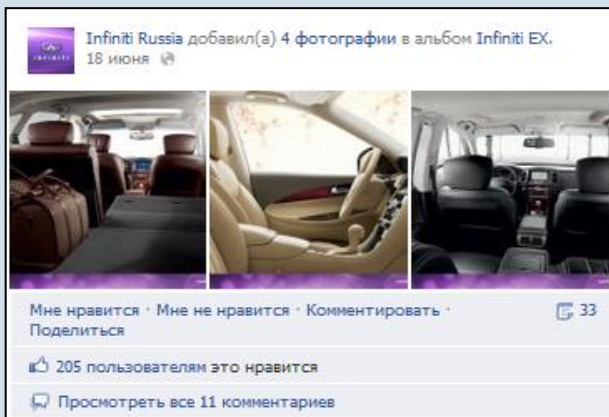 Infiniti Russia добавил(а) 4 фотографии в альбом Infiniti EX.
18 июня
INFINITI
Мне нравится · Мне не нравится · Комментировать ·
Поделиться
33
205 пользователям это нравится
Просмотреть все 11 комментариев